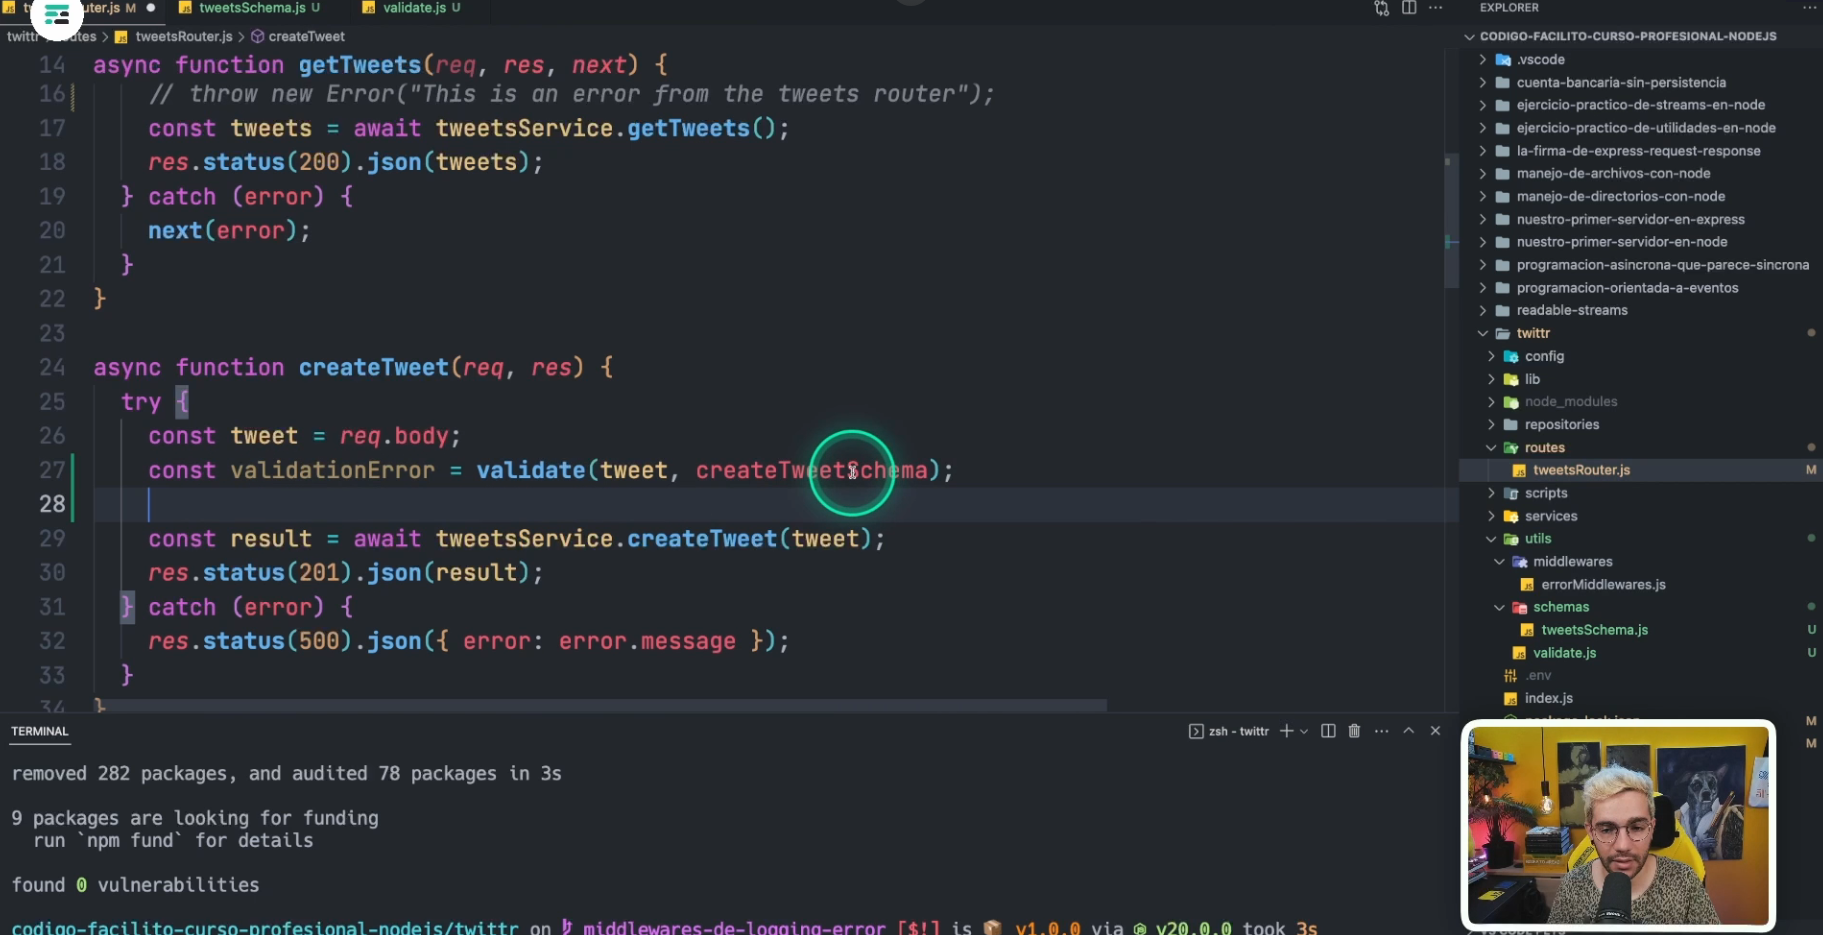 uter.js M ●
tweetsSchema.js U
validate.js U
twittr > routes > tweetsRouter.js > createTweet
14 async function getTweets(req, res, next) {
16 // throw new Error("This is an error from the tweets router");
17 const tweets = await tweetsService.getTweets();
18 res.status(200).json(tweets);
19 } catch (error) {
20 next(error);
21 }
22 }
23
24 async function createTweet(req, res) {
25 try {
26 const tweet = req.body;
27 const validationError = validate(tweet, createTweetSchema);
28
29 const result = await tweetsService.createTweet(tweet);
30 res.status(201).json(result);
31 } catch (error) {
32 res.status(500).json({ error: error.message });
33 }
34 }
TERMINAL
zsh - twittr
removed 282 packages, and audited 78 packages in 3s
9 packages are looking for funding
run `npm fund` for details
found 0 vulnerabilities
codigo-facilito-curso-profesional-nodejs/twittr on middlewares-de-logging-error [$!] is v1.0.0 via v20.0.0 took 3s
EXPLORER
CODIGO-FACILITO-CURSO-PROFESIONAL-NODEJS
.vscode
cuenta-bancaria-sin-persistencia
ejercicio-practico-de-streams-en-node
ejercicio-practico-de-utilidades-en-node
la-firma-de-express-request-response
manejo-de-archivos-con-node
manejo-de-directorios-con-node
nuestro-primer-servidor-en-express
nuestro-primer-servidor-en-node
programacion-asincrona-que-parece-sincrona
programacion-orientada-a-eventos
readable-streams
twittr
config
lib
node_modules
repositories
routes
tweetsRouter.js M
scripts
services
utils
middlewares
errorMiddlewares.js
schemas
tweetsSchema.js U
validate.js U
.env
index.js
package-lock.json M
M